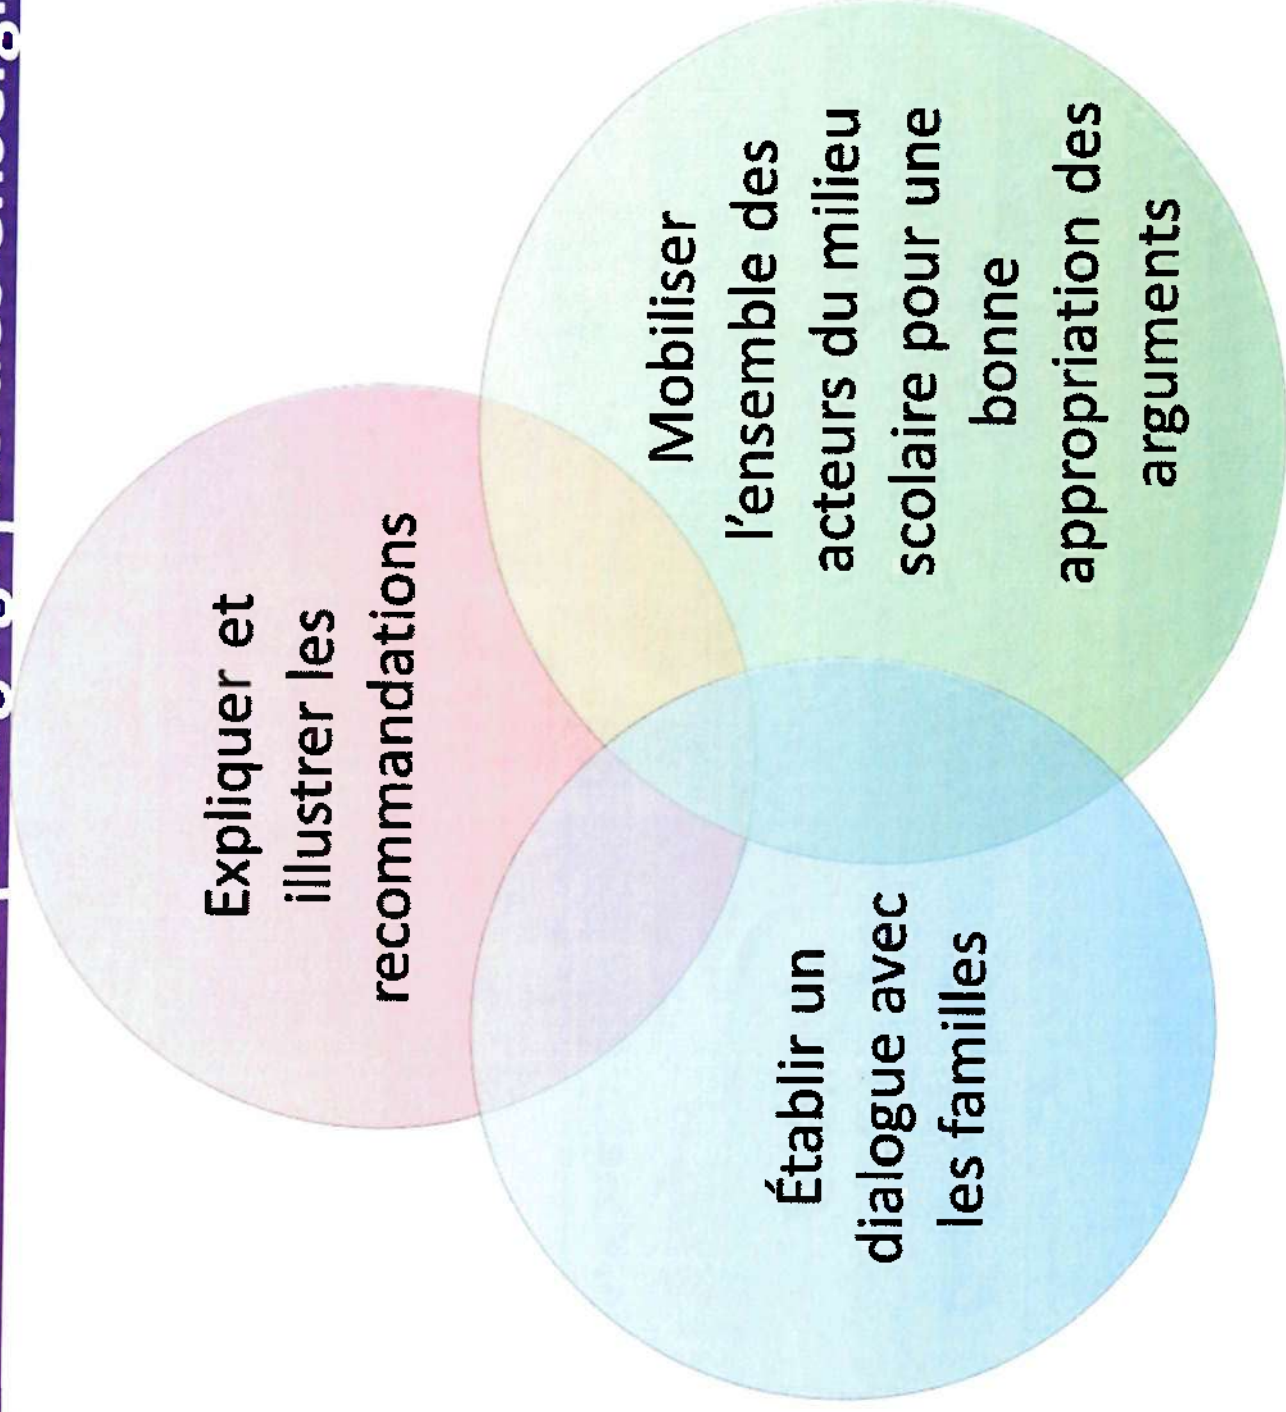 Expliquer et
illustrer les
recommandations
Établir un
dialogue avec
les familles
Mobiliser
l'ensemble des
acteurs du milieu
scolaire pour une
bonne
appropriation des
arguments